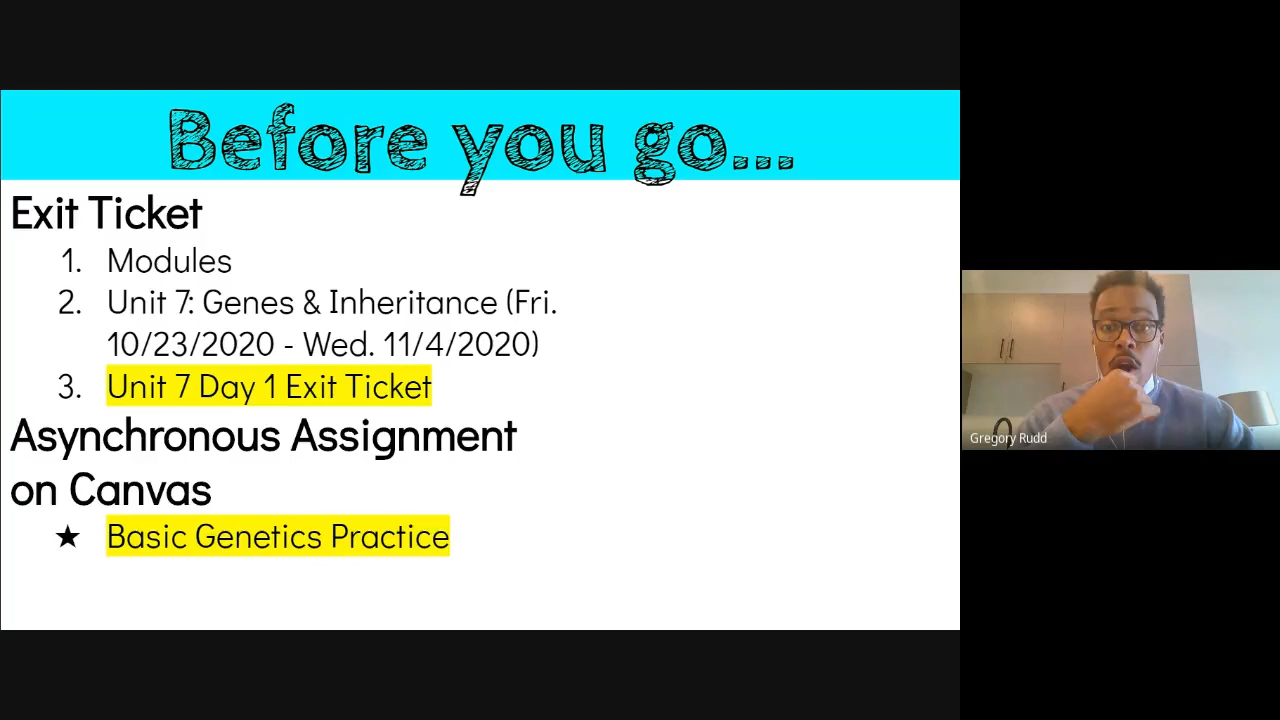 Before you go...
Exit Ticket
1. Modules
2. Unit 7: Genes & Inheritance (Fri.
10/23/2020 - Wed. 11/4/2020)
3. Unit 7 Day 1 Exit Ticket
Asynchronous Assignment
on Canvas
★ Basic Genetics Practice
Gregory Rudd